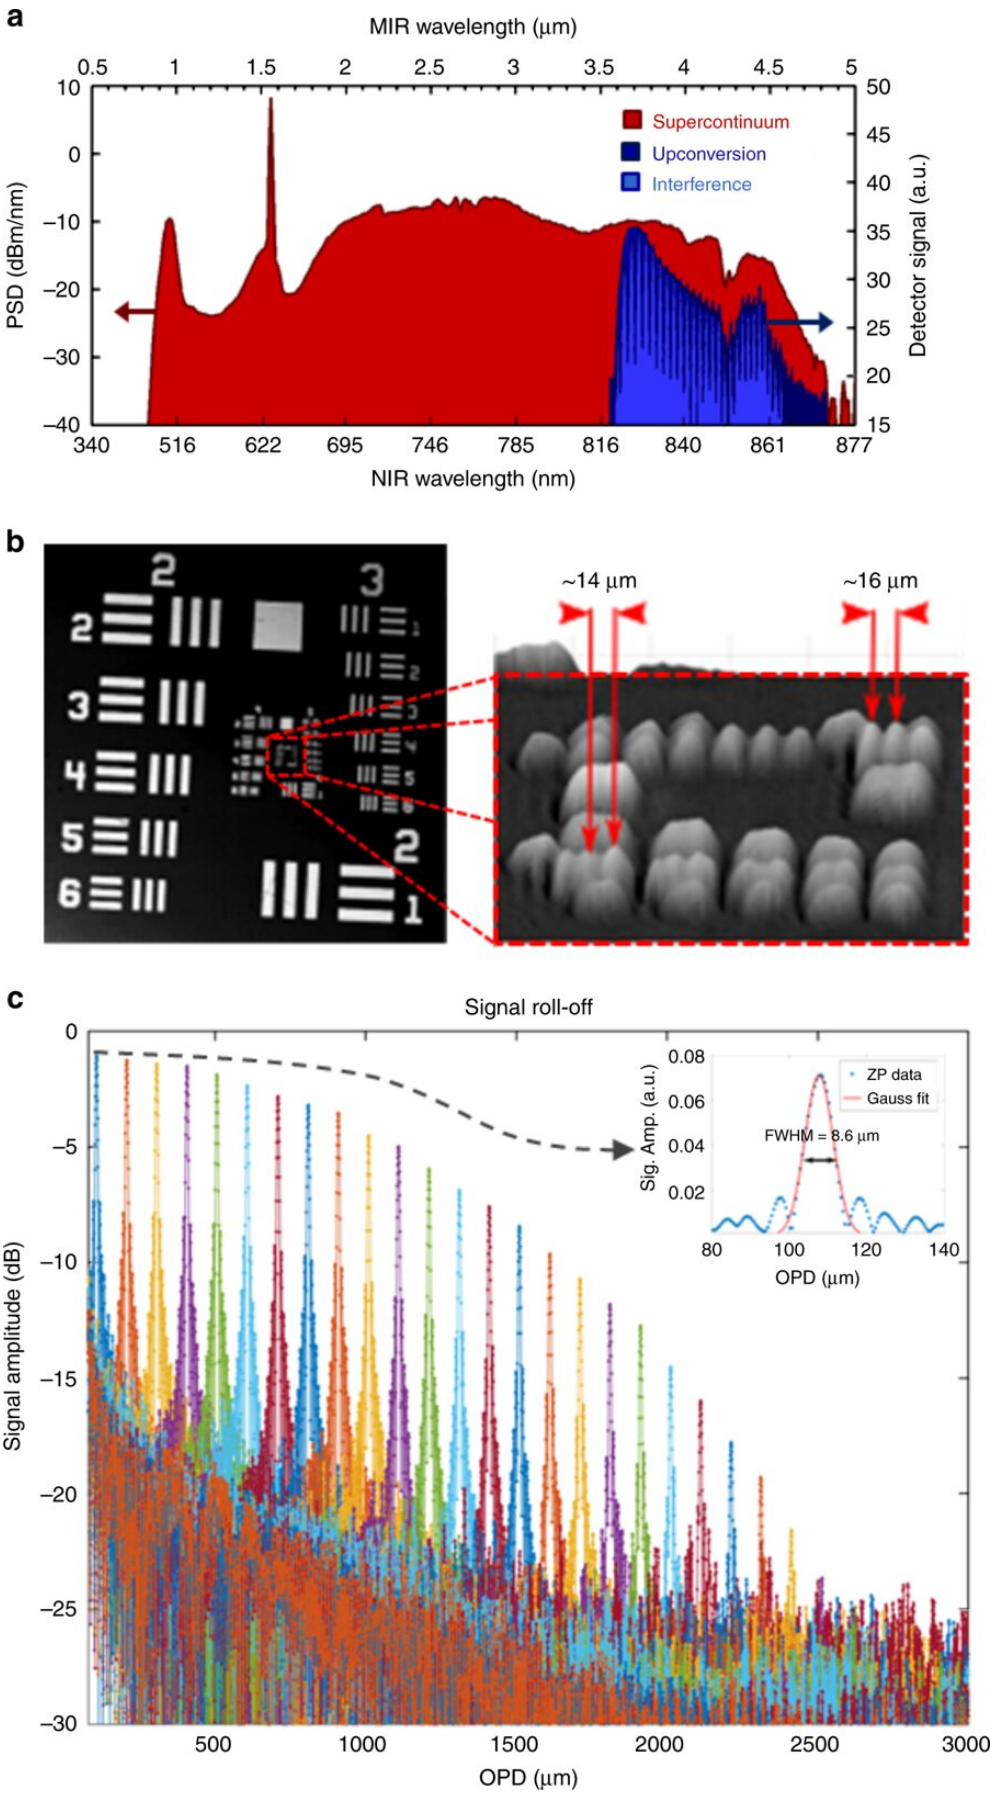 a
MIR wavelength (μm)
0.5 1 1.5 2 2.5 3 3.5 4 4.5 5
10 50
Supercontinuum
45
0
Upconversion
40
Interference
−10 35
PSD (dBm/nm)
Detector signal (a.u.)
30
−20
25
−30
20
−40 15
340 516 622 695 746 785 816 840 861 877
NIR wavelength (nm)
b
2 3
~14 μm ~16 μm
2
3
4
5
6
2
1
1
2
3
5
6
c
Signal roll-off
0
−5
−10
−15
−20
−25
−30
Signal amplitude (dB)
500 1000 1500 2000 2500 3000
OPD (μm)
0.08
0.06
0.04
0.02
Sig. Amp. (a.u.)
ZP data
Gauss fit
FWHM = 8.6 μm
80 100 120 140
OPD (μm)